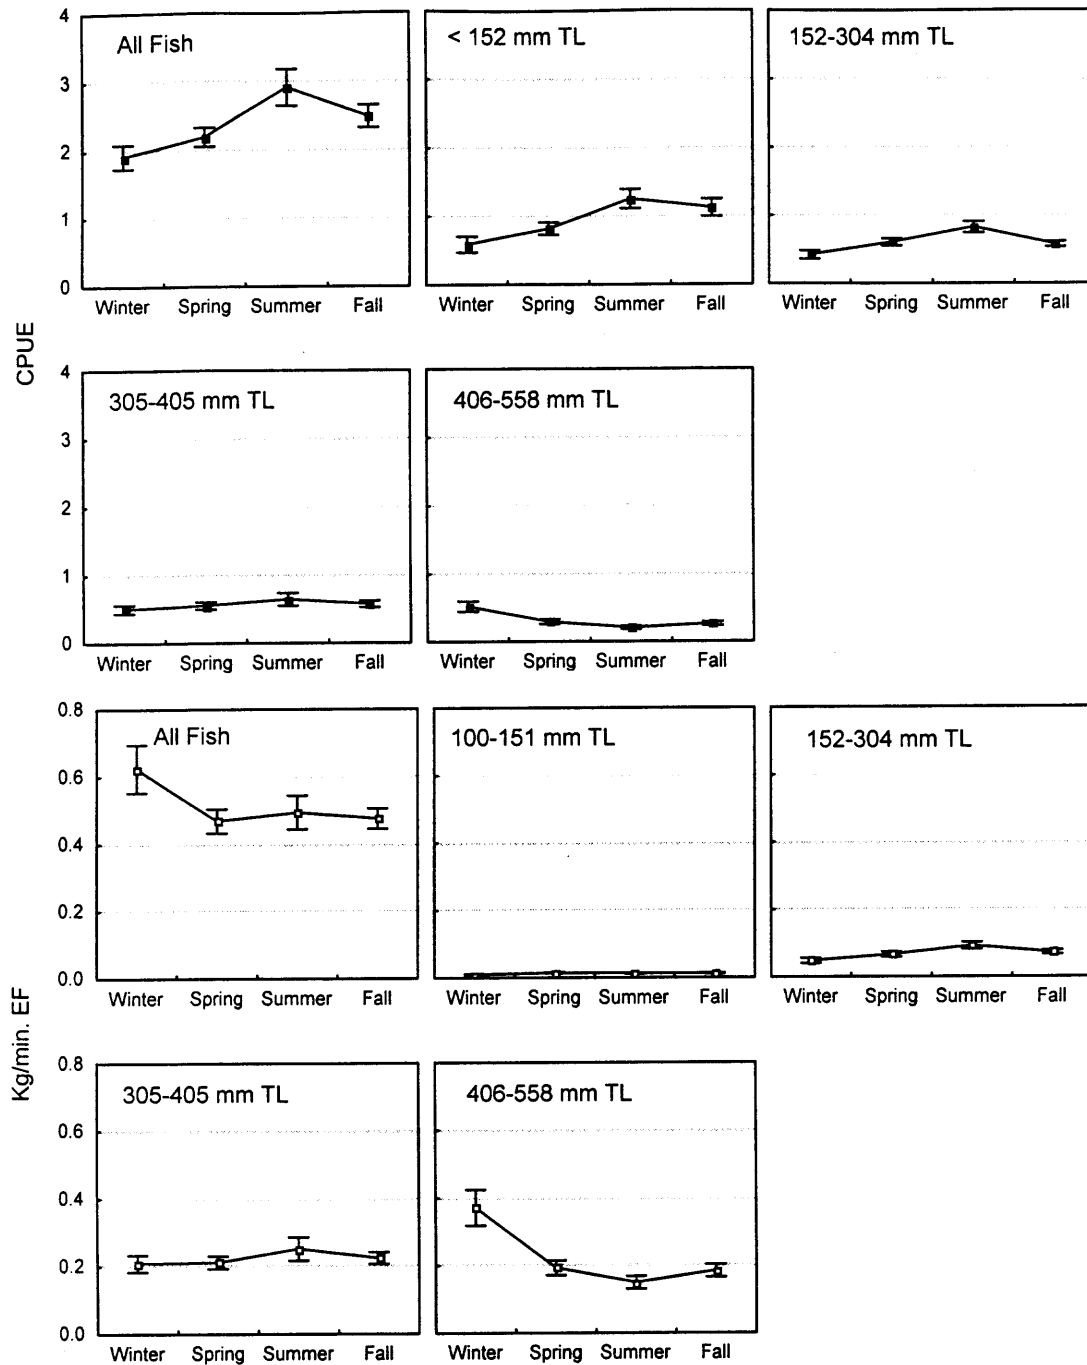 All Fish
< 152 mm TL
152-304 mm TL
4
3
2
1
0
Winter Spring Summer Fall
Winter Spring Summer Fall
Winter Spring Summer Fall
CPUE
305-405 mm TL
406-558 mm TL
4
3
2
1
0
Winter Spring Summer Fall
Winter Spring Summer Fall
All Fish
100-151 mm TL
152-304 mm TL
0.8
0.6
0.4
0.2
0.0
Winter Spring Summer Fall
Winter Spring Summer Fall
Winter Spring Summer Fall
Kg/min. EF
305-405 mm TL
406-558 mm TL
0.8
0.6
0.4
0.2
0.0
Winter Spring Summer Fall
Winter Spring Summer Fall